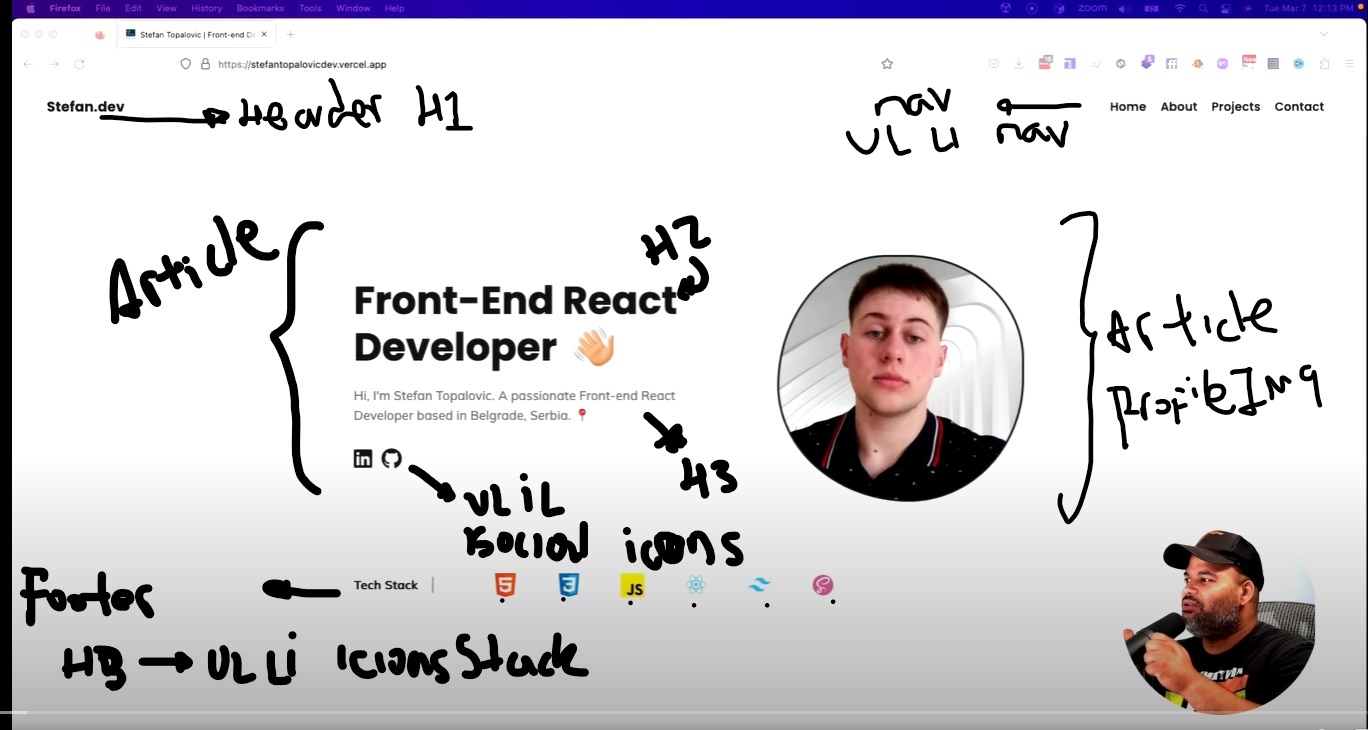 Firefox File Edit View History Bookmarks Tools Window Help zoom Tue Mar 7 12:13 PM
Stefan Topalovic | Front-end De
https://stefantopalovicdev.vercel.app
Stefan.dev Header H1
nav
UL LI nav
Home About Projects Contact
Article
H2
Front-End React
Developer
Hi, I'm Stefan Topalovic. A passionate Front-end React
Developer based in Belgrade, Serbia.
Article
ProfileImg
in
H3
UL
social icons
Footer
Tech Stack |
5 3 JS
H3 UL LI iconsStack